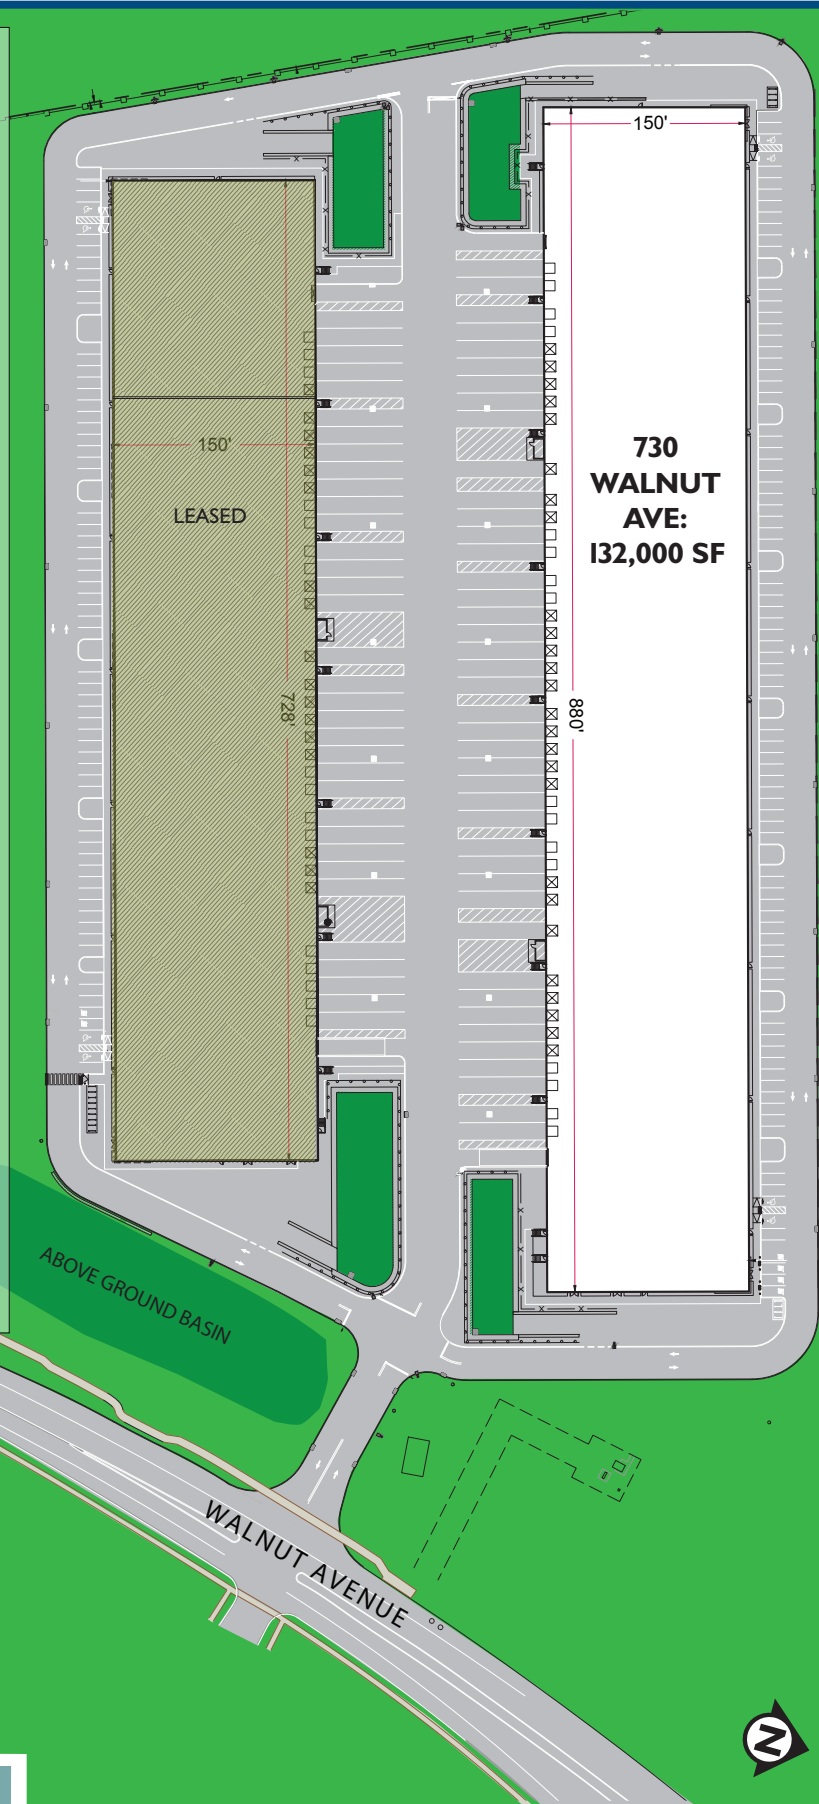 150'
730
WALNUT
AVE:
132,000 SF
150'
LEASED
728'
880'
ABOVE GROUND BASIN
WALNUT AVENUE
N